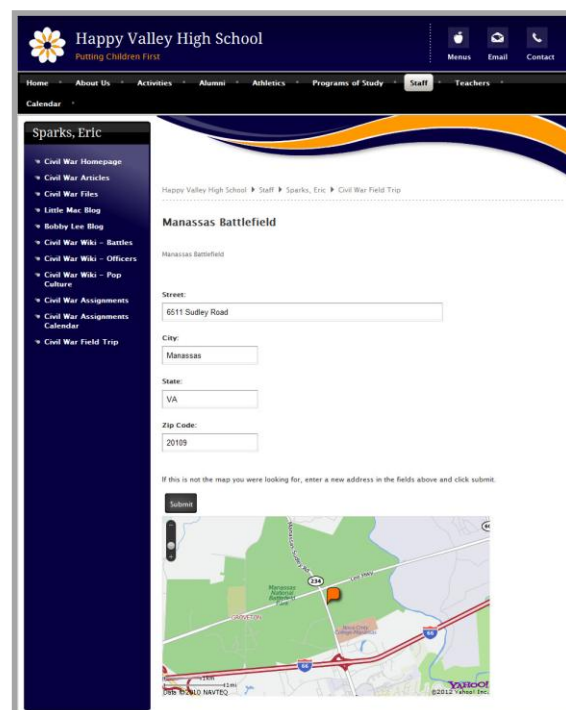 Happy Valley High School
Putting Children First
Menus Email Contact
Home About Us Activities Alumni Athletics Programs of Study Staff Teachers
Calendar
Sparks, Eric
Civil War Homepage
Civil War Articles
Civil War Files
Little Mac Blog
Bobby Lee Blog
Civil War Wiki – Battles
Civil War Wiki – Officers
Civil War Wiki – Pop
Culture
Civil War Assignments
Civil War Assignments
Calendar
Civil War Field Trip
Happy Valley High School Staff Sparks, Eric Civil War Field Trip
Manassas Battlefield
Manassas Battlefield
Street:
6511 Sudley Road
City:
Manassas
State:
VA
Zip Code:
20109
If this is not the map you were looking for, enter a new address in the fields above and click submit.
Submit
Manassas Sudley Rd
234
Lee Hwy
Manassas
National
Battlefield
Park
GROVETON
66
66
Data © 2010 NAVTEQ
YAHOO!
©2012 Yahoo! Inc.